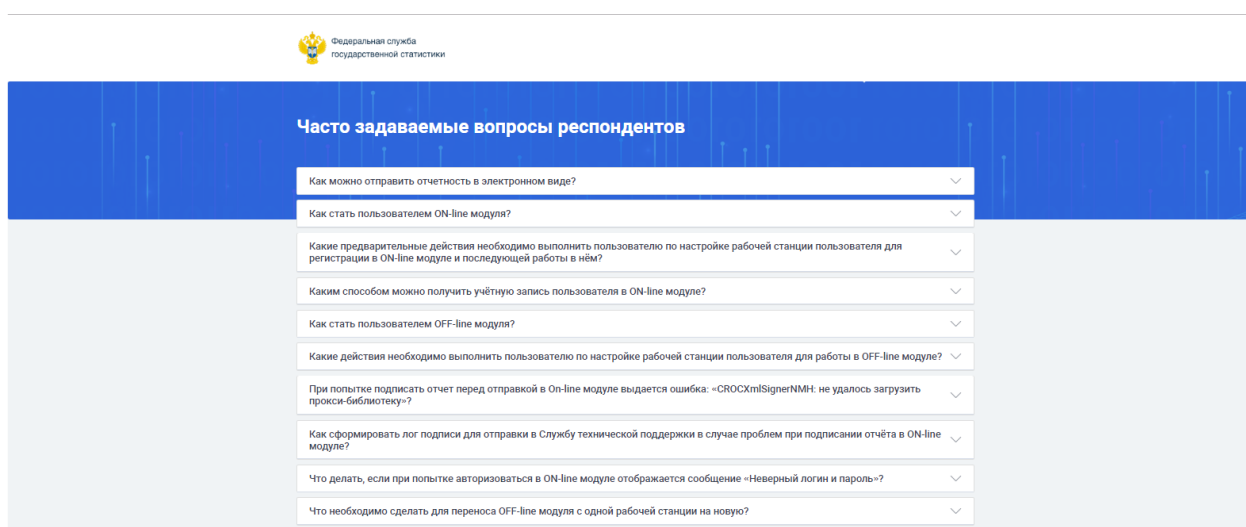 Федеральная служба
государственной статистики
Часто задаваемые вопросы респондентов
Как можно отправить отчетность в электронном виде?
Как стать пользователем ON-line модуля?
Какие предварительные действия необходимо выполнить пользователю по настройке рабочей станции пользователя для
регистрации в ON-line модуле и последующей работы в нём?
Каким способом можно получить учётную запись пользователя в ON-line модуле?
Как стать пользователем OFF-line модуля?
Какие действия необходимо выполнить пользователю по настройке рабочей станции пользователя для работы в OFF-line модуле?
При попытке подписать отчет перед отправкой в On-line модуле выдается ошибка: «CROCXmlSignerNMH: не удалось загрузить
прокси-библиотеку»?
Как сформировать лог подписи для отправки в Службу технической поддержки в случае проблем при подписании отчёта в ON-line
модуле?
Что делать, если при попытке авторизоваться в ON-line модуле отображается сообщение «Неверный логин и пароль»?
Что необходимо сделать для переноса OFF-line модуля с одной рабочей станции на новую?